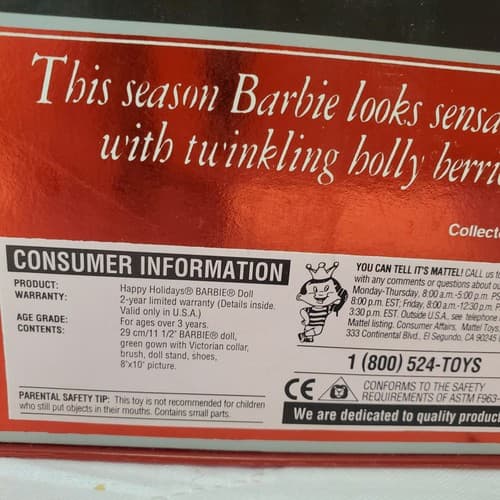 This season Barbie looks
with twinkling holly
CONSUMER INFORMATION
PRODUCT: Happy Holidays® BARBIE® Doll
WARRANTY: 2-year limited warranty (Details inside.
Valid only in U.S.A.)
AGE GRADE: For ages over 3 years.
CONTENTS: 29 cm/11 1/2" BARBIE® doll,
green gown with Victorian collar,
brush, doll stand, shoes,
8"x10" picture.
PARENTAL SAFETY TIP: This toy is not recommended for children
who still put objects in their mouths. Contains small parts.
YOU CAN TELL IT'S MATTEL! CALL us
with any comments or questions about
Monday-Thursday, 8:00 a.m.-5:00 p.m.
8:00 p.m. EST; Friday, 8:00 a.m.-12:30 p.m.
3:30 p.m. EST. Outside U.S.A., see telephone
Mattel listing. Consumer Affairs, Mattel Toys
333 Continental Blvd., El Segundo, CA 90245
1 (800) 524-TOYS
CE CONFORMS TO THE SAFETY
REQUIREMENTS OF ASTM F963-
We are dedicated to quality